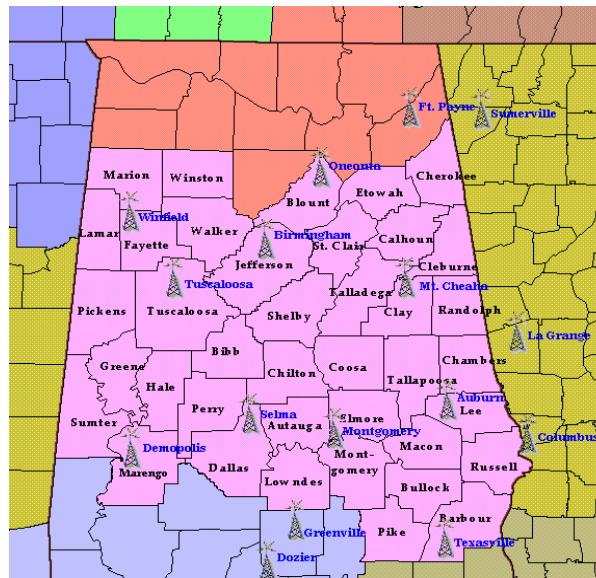 Ft. Payne
Sumerville
Oneonta
Marion
Winston
Cherokee
Etowah
Blount
Winfield
Lamar
Walker
Fayette
Birmingham
Calhoun
St. Clair
Jefferson
Cleburne
Tuscaloosa
Talladega
Mt. Cheaha
Pickens
Tuscaloosa
Shelby
Clay
Randolph
La Grange
Bibb
Greene
Chilton
Coosa
Chambers
Hale
Tallapoosa
Auburn
Perry
Selma
Lee
Sumter
Autauga
Elmore
Montgomery
Columbus
Demopolis
Macon
Mont-
gomery
Marengo
Dallas
Russell
Lowndes
Bullock
Barbour
Greenville
Pike
Texasville
Dozier